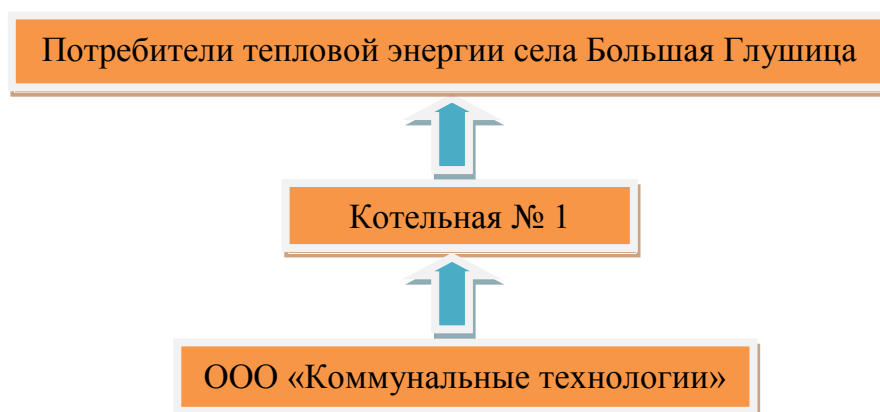 Потребители тепловой энергии села Большая Глушица
Котельная № 1
ООО «Коммунальные технологии»